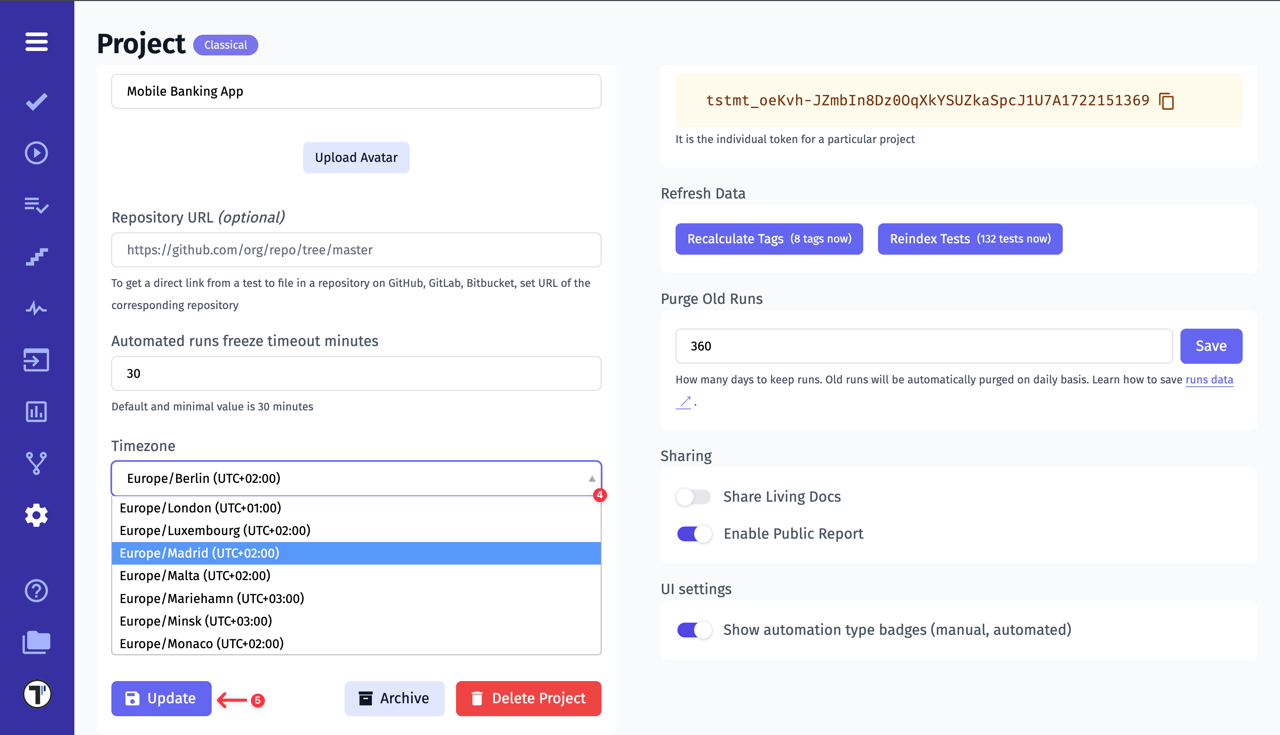 Project
Classical
Mobile Banking App
Upload Avatar
Repository URL (optional)
https://github.com/org/repo/tree/master
To get a direct link from a test to file in a repository on GitHub, GitLab, Bitbucket, set URL of the
corresponding repository
Automated runs freeze timeout minutes
30
Default and minimal value is 30 minutes
Timezone
Europe/Berlin (UTC+02:00)
4
Europe/London (UTC+01:00)
Europe/Luxembourg (UTC+02:00)
Europe/Madrid (UTC+02:00)
Europe/Malta (UTC+02:00)
Europe/Mariehamn (UTC+03:00)
Europe/Minsk (UTC+03:00)
Europe/Monaco (UTC+02:00)
Update
5
Archive
Delete Project
tstmt_oeKvh-JZmbIn8Dz0OqXkYSUZkaSpcJ1U7A1722151369
It is the individual token for a particular project
Refresh Data
Recalculate Tags (8 tags now)
Reindex Tests (132 tests now)
Purge Old Runs
360
Save
How many days to keep runs. Old runs will be automatically purged on daily basis. Learn how to save runs data
.
Sharing
Share Living Docs
Enable Public Report
UI settings
Show automation type badges (manual, automated)